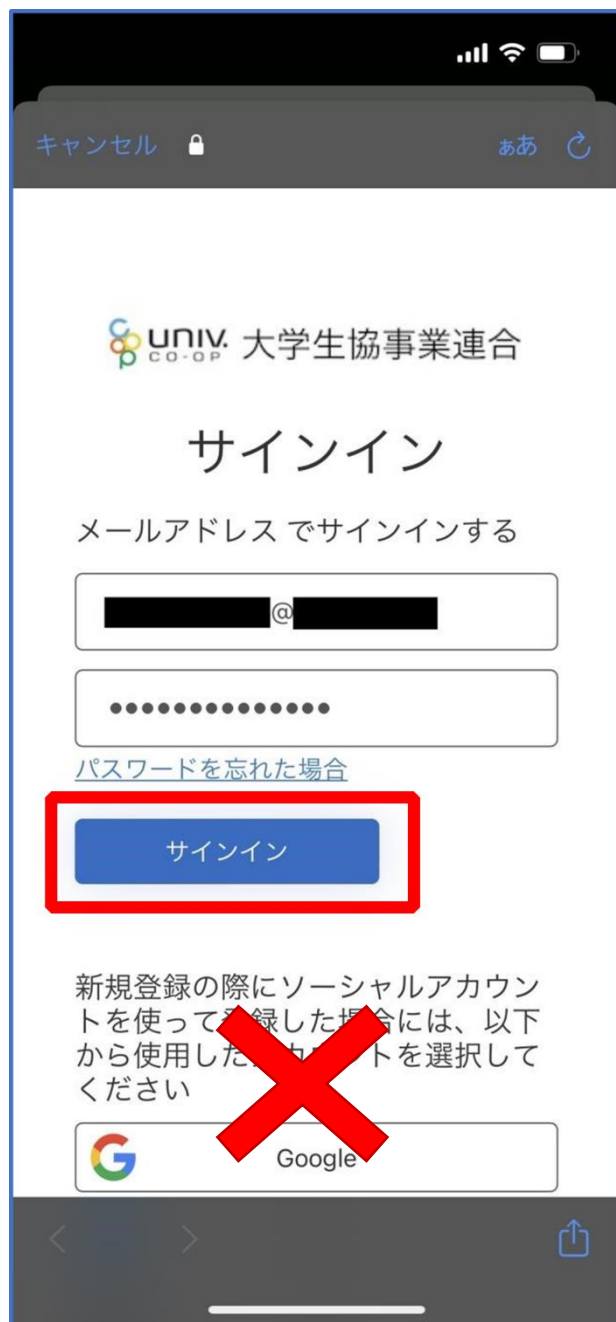 キャンセル ぁあ
univ. CO-OP 大学生協事業連合
サインイン
メールアドレス でサインインする
@
パスワードを忘れた場合
サインイン
新規登録の際にソーシャルアカウン
トを使って登録した場合には、以下
から使用したアカウントを選択して
ください
Google